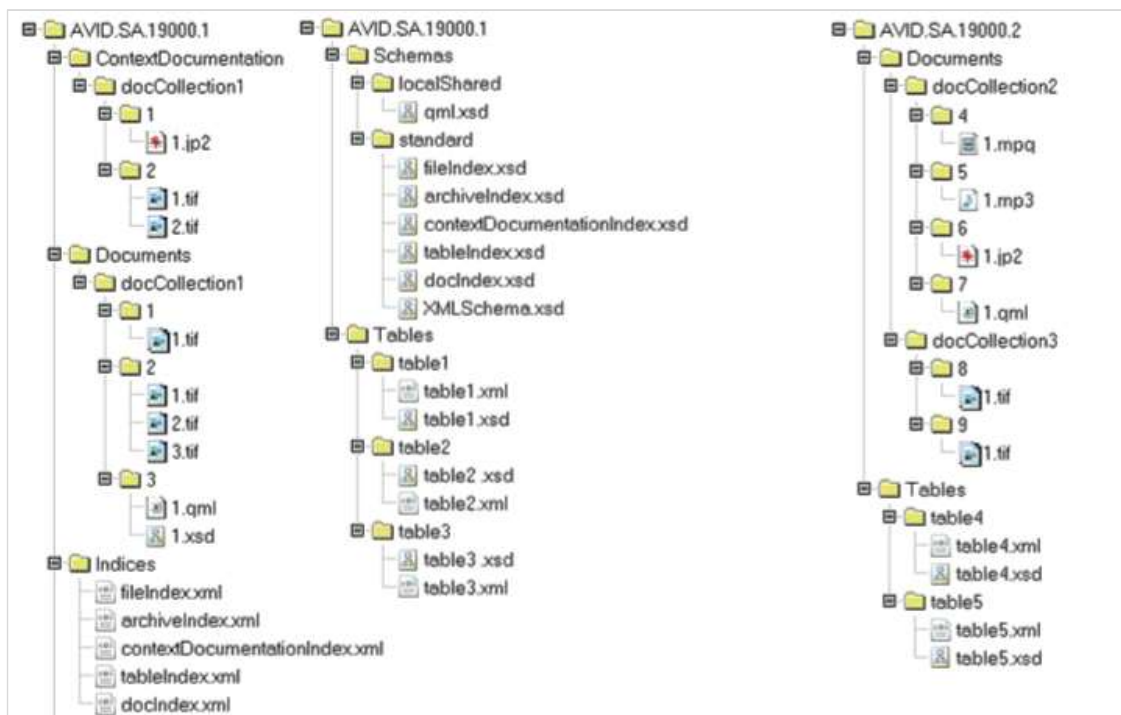 AVID.SA.19000.1
ContextDocumentation
docCollection1
1
1.jp2
2
1.tif
2.tif
Documents
docCollection1
1
1.tif
2
1.tif
2.tif
3.tif
3
1.qml
1.xsd
Indices
fileIndex.xml
archiveIndex.xml
contextDocumentationIndex.xml
tableIndex.xml
docIndex.xml
AVID.SA.19000.1
Schemas
localShared
qml.xsd
standard
fileIndex.xsd
archiveIndex.xsd
contextDocumentationIndex.xsd
tableIndex.xsd
docIndex.xsd
XMLSchema.xsd
Tables
table1
table1.xml
table1.xsd
table2
table2 .xsd
table2.xml
table3
table3 .xsd
table3.xml
AVID.SA.19000.2
Documents
docCollection2
4
1.mpq
5
1.mp3
6
1.jp2
7
1.qml
docCollection3
8
1.tif
9
1.tif
Tables
table4
table4.xml
table4.xsd
table5
table5.xml
table5.xsd